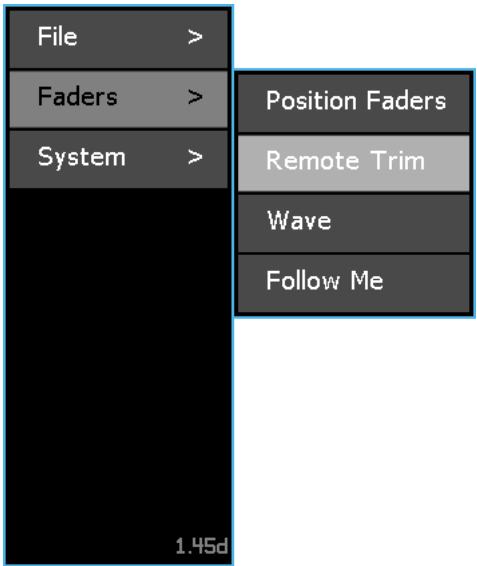 File >
Faders >
System >
Position Faders
Remote Trim
Wave
Follow Me
1.45d